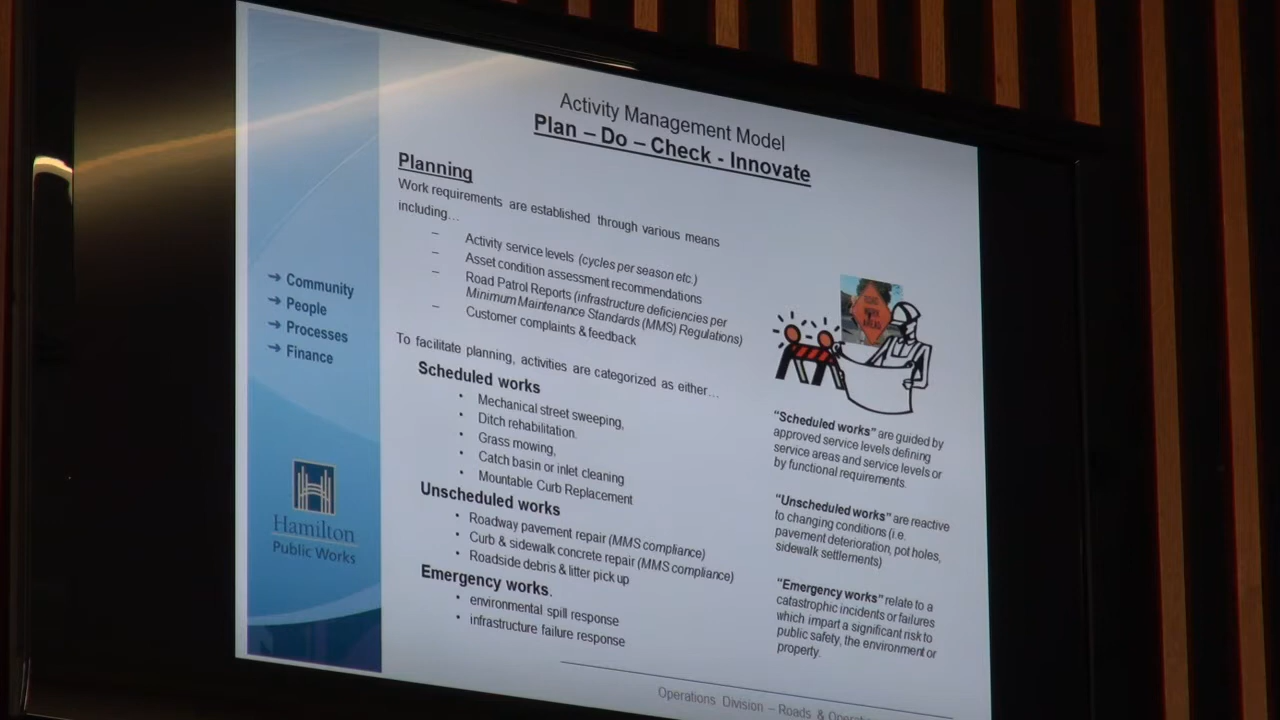 Activity Management Model
Plan – Do – Check - Innovate
Planning
Work requirements are established through various means
including…
– Activity service levels (cycles per season etc.)
– Asset condition assessment recommendations
– Road Patrol Reports (infrastructure deficiencies per
Minimum Maintenance Standards (MMS) Regulations)
– Customer complaints & feedback
To facilitate planning, activities are categorized as either…
Scheduled works
• Mechanical street sweeping,
• Ditch rehabilitation.
• Grass mowing,
• Catch basin or inlet cleaning
• Mountable Curb Replacement
Unscheduled works
• Roadway pavement repair (MMS compliance)
• Curb & sidewalk concrete repair (MMS compliance)
• Roadside debris & litter pick up
Emergency works.
• environmental spill response
• infrastructure failure response
→ Community
→ People
→ Processes
→ Finance
Hamilton
Public Works
ROAD
WORK
AHEAD
"Scheduled works" are guided by
approved service levels defining
service areas and service levels or
by functional requirements.
"Unscheduled works" are reactive
to changing conditions (i.e.
pavement deterioration, pot holes,
sidewalk settlements)
"Emergency works" relate to a
catastrophic incidents or failures
which impart a significant risk to
public safety, the environment or
property.
Operations Division – Roads &